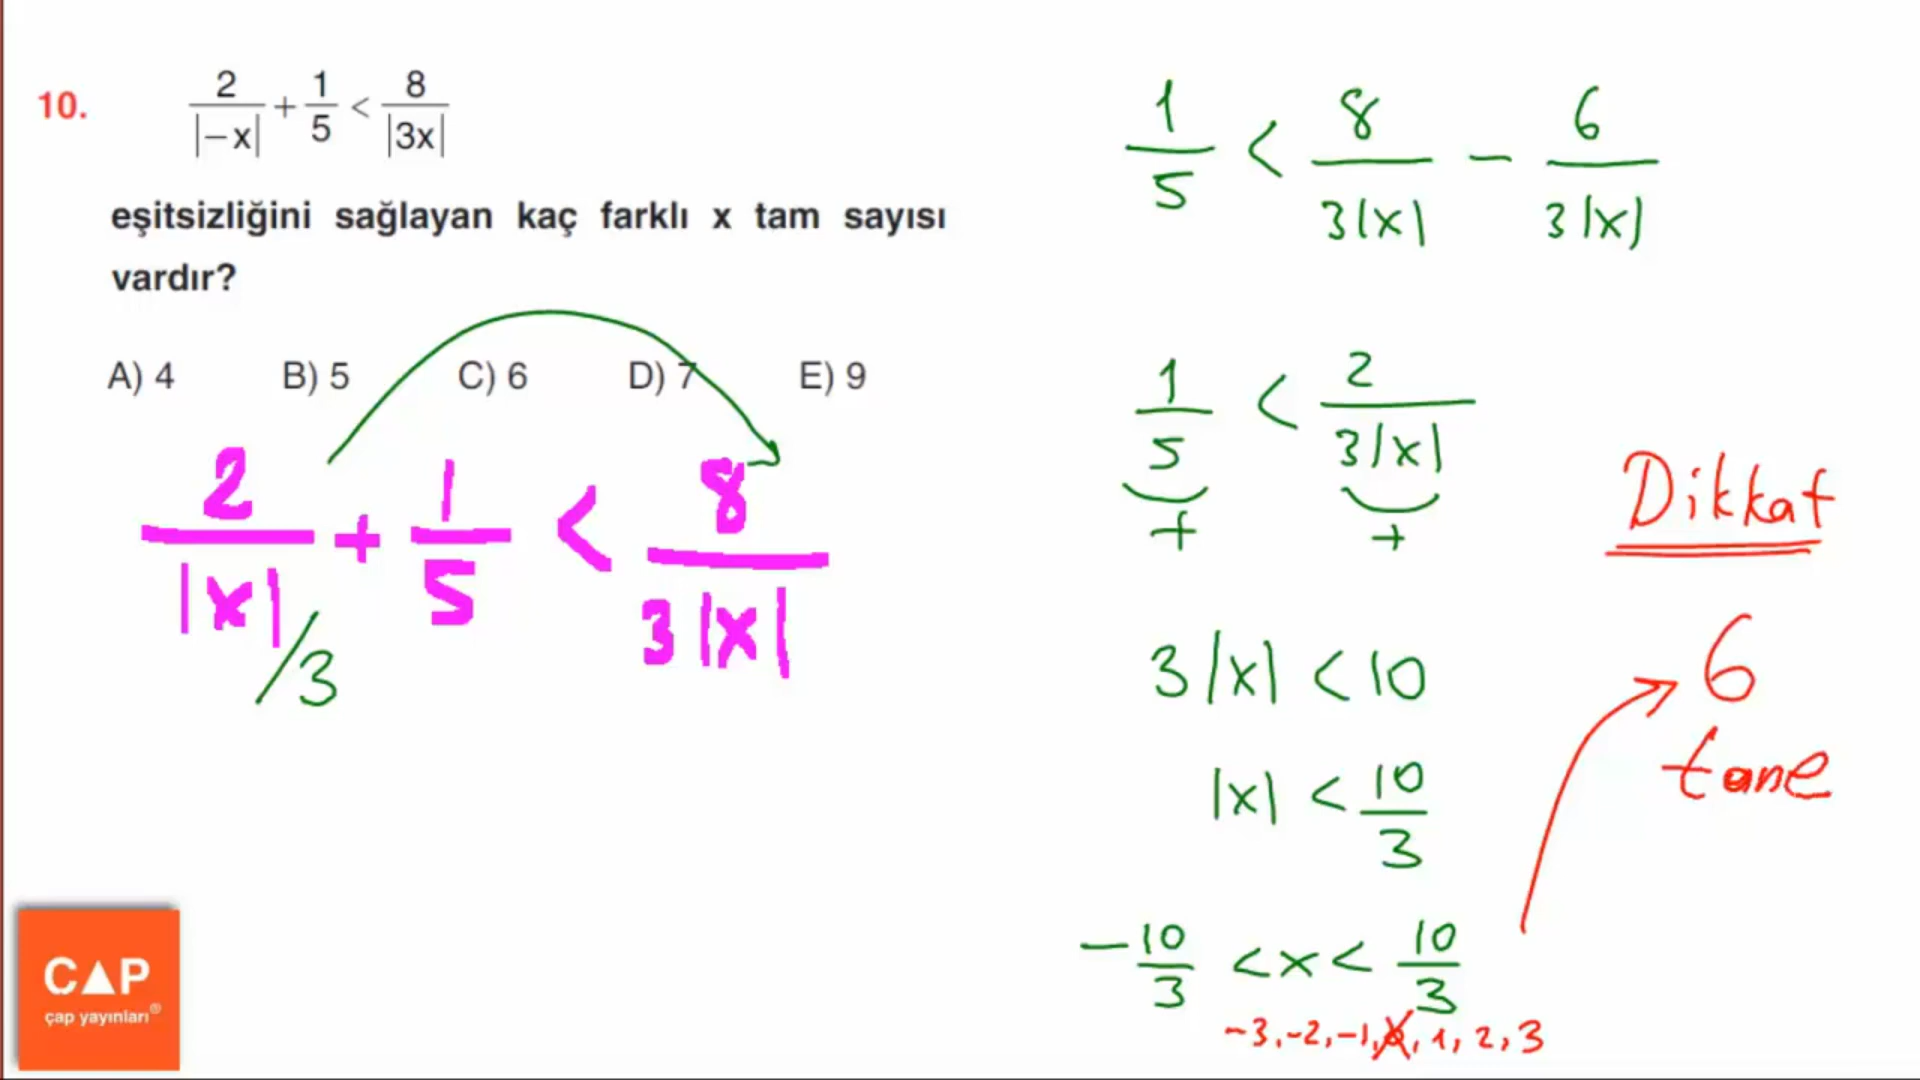 10. 2/|−x| + 1/5 < 8/|3x|
eşitsizliğini sağlayan kaç farklı x tam sayısı
vardır?
A) 4 B) 5 C) 6 D) 7 E) 9
2/|x| + 1/5 < 8/3|x|
/3
1/5 < 8/3|x| − 6/3|x|
1/5 < 2/3|x|
+ +
Dikkat
3|x| < 10
6
tane
|x| < 10/3
−10/3 < x < 10/3
-3, -2, -1, 0, 1, 2, 3
CAP
çap yayınları®